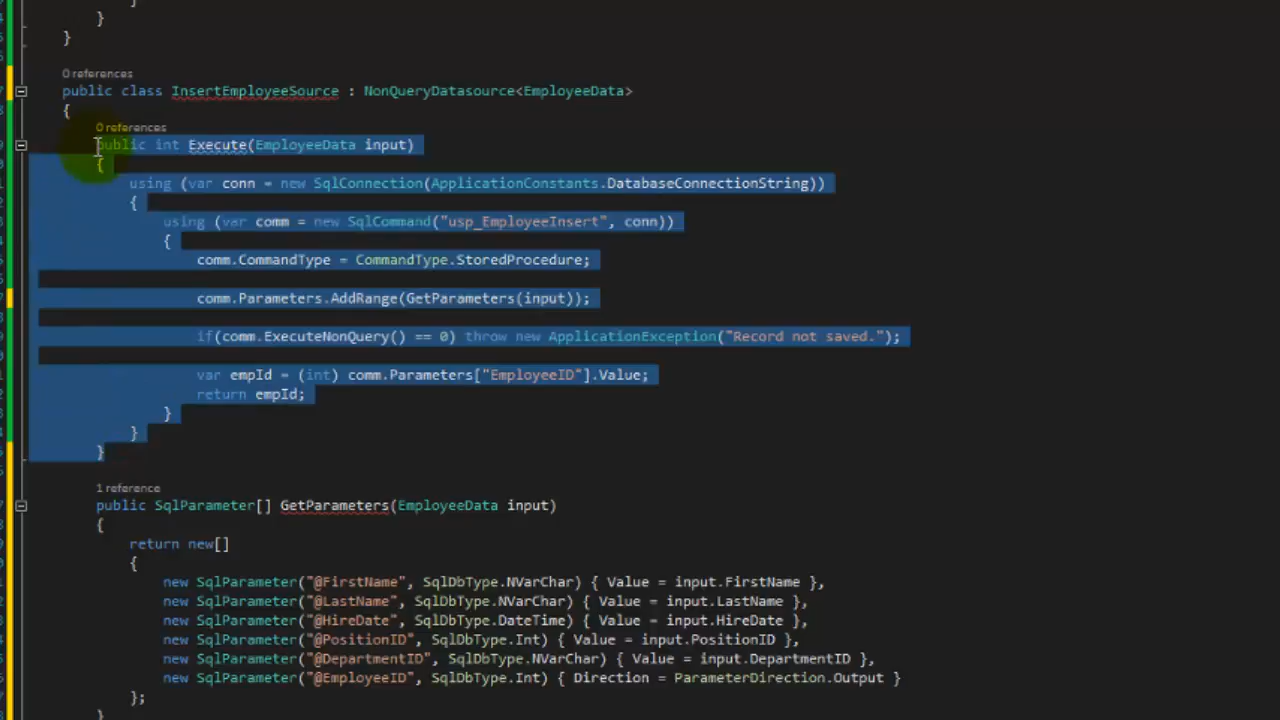 }
}
0 references
public class InsertEmployeeSource : NonQueryDatasource<EmployeeData>
{
0 references
public int Execute(EmployeeData input)
{
using (var conn = new SqlConnection(ApplicationConstants.DatabaseConnectionString))
{
using (var comm = new SqlCommand("usp_EmployeeInsert", conn))
{
comm.CommandType = CommandType.StoredProcedure;
comm.Parameters.AddRange(GetParameters(input));
if(comm.ExecuteNonQuery() == 0) throw new ApplicationException("Record not saved.");
var empId = (int) comm.Parameters["EmployeeID"].Value;
return empId;
}
}
}
1 reference
public SqlParameter[] GetParameters(EmployeeData input)
{
return new[]
{
new SqlParameter("@FirstName", SqlDbType.NVarChar) { Value = input.FirstName },
new SqlParameter("@LastName", SqlDbType.NVarChar) { Value = input.LastName },
new SqlParameter("@HireDate", SqlDbType.DateTime) { Value = input.HireDate },
new SqlParameter("@PositionID", SqlDbType.Int) { Value = input.PositionID },
new SqlParameter("@DepartmentID", SqlDbType.NVarChar) { Value = input.DepartmentID },
new SqlParameter("@EmployeeID", SqlDbType.Int) { Direction = ParameterDirection.Output }
};
}